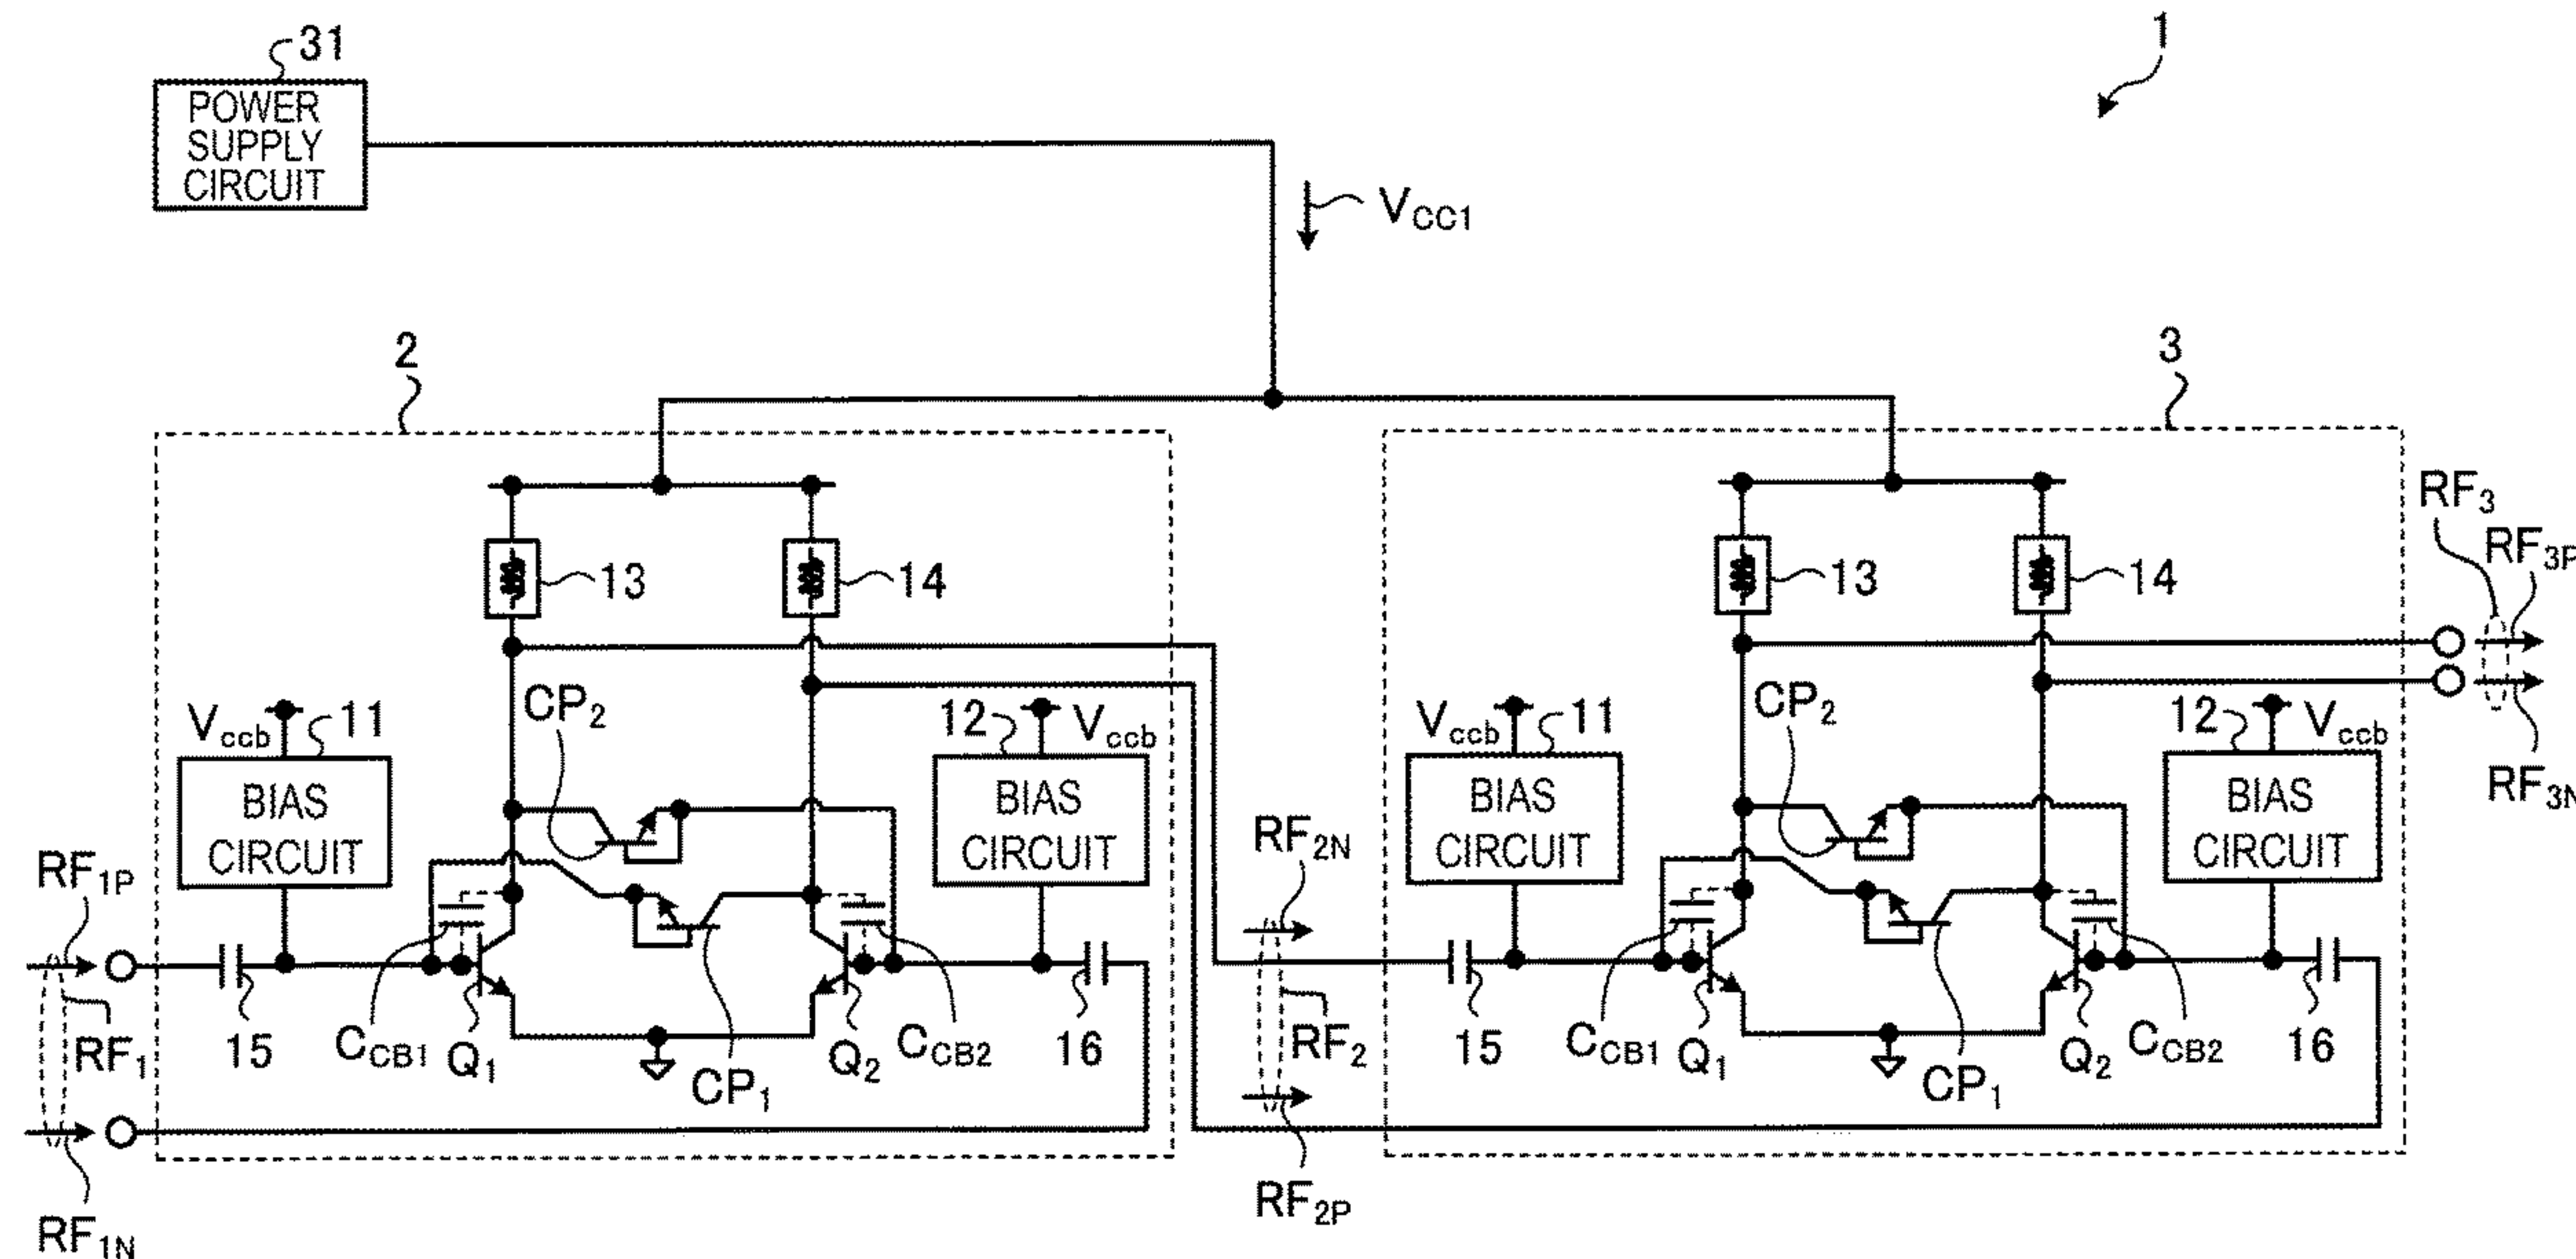 31
1
POWER
SUPPLY
CIRCUIT
VCC1
2
3
13
14
13
14
RF3
RF3P
RF3N
Vccb
11
CP2
12
Vccb
BIAS
CIRCUIT
BIAS
CIRCUIT
Vccb
11
CP2
12
Vccb
BIAS
CIRCUIT
BIAS
CIRCUIT
RF1P
RF1
RF1N
15
CCB1
Q1
CP1
Q2
CCB2
16
RF2N
RF2
RF2P
15
CCB1
Q1
CP1
Q2
CCB2
16